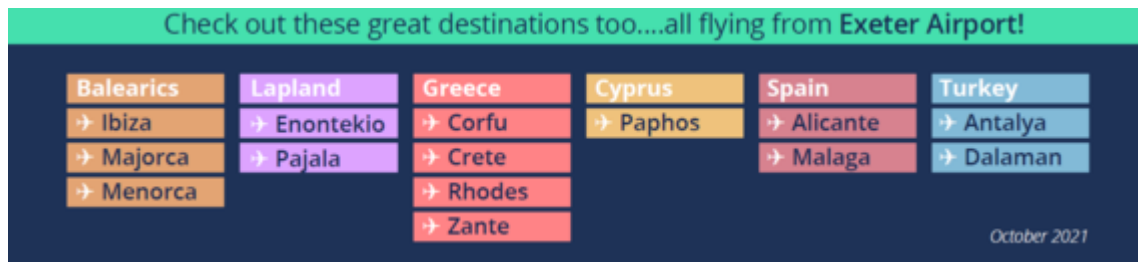 Check out these great destinations too....all flying from Exeter Airport!
Balearics
Ibiza
Majorca
Menorca
Lapland
Enontekio
Pajala
Greece
Corfu
Crete
Rhodes
Zante
Cyprus
Paphos
Spain
Alicante
Malaga
Turkey
Antalya
Dalaman
October 2021